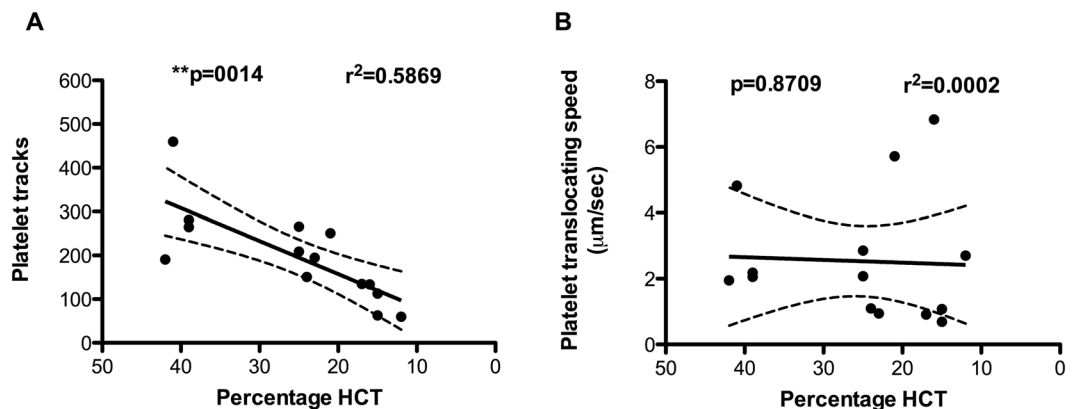 A
**p=0014 r²=0.5869
600
500
400
300
200
100
0
Platelet tracks
50 40 30 20 10 0
Percentage HCT
B
p=0.8709 r²=0.0002
8
6
4
2
0
Platelet translocating speed
(μm/sec)
50 40 30 20 10 0
Percentage HCT